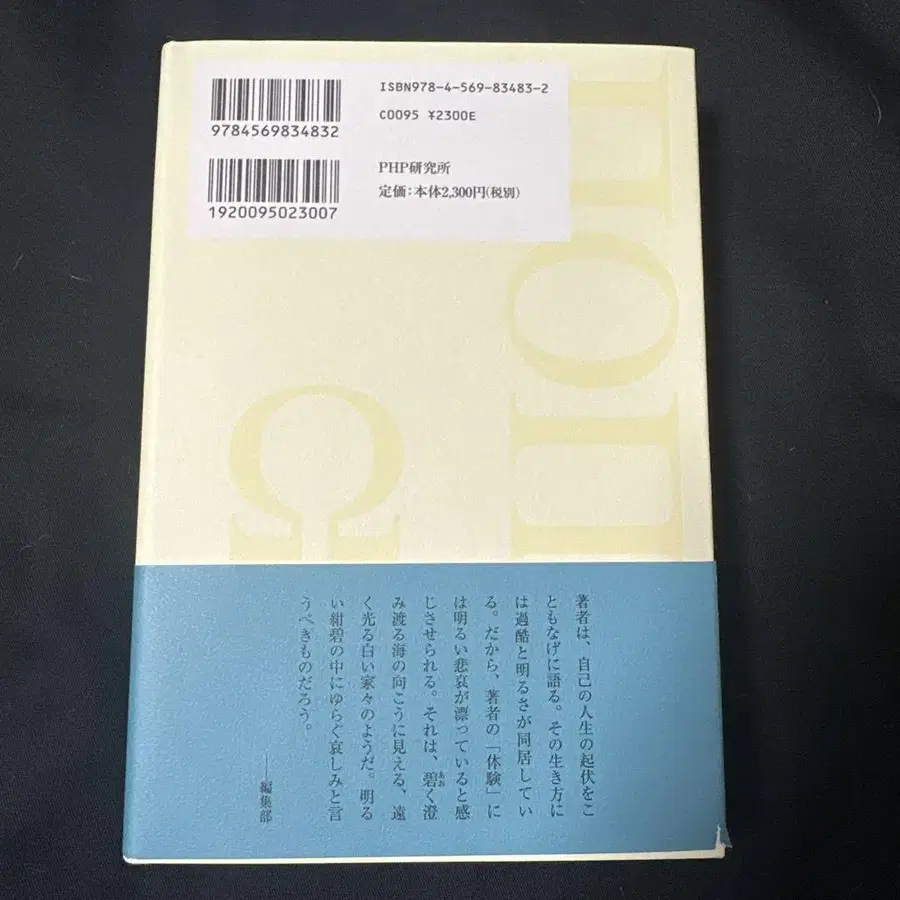 ISBN978-4-569-83483-2
C0095 ¥2300E
9784569834832
PHP研究所
定価：本体2,300円(税別)
1920095023007
著者は、自己の人生の起伏をこ
ともなげに語る。その生き方に
は過酷と明るさが同居してい
る。だから、著者の「体験」に
は明るい悲哀が漂っていると感
じさせられる。それは、碧く澄
あお
み渡る海の向こうに見える、遠
く光る白い家々のようだ。明る
い紺碧の中にゆらぐ哀しみと言
うべきものだろう。
──編集部